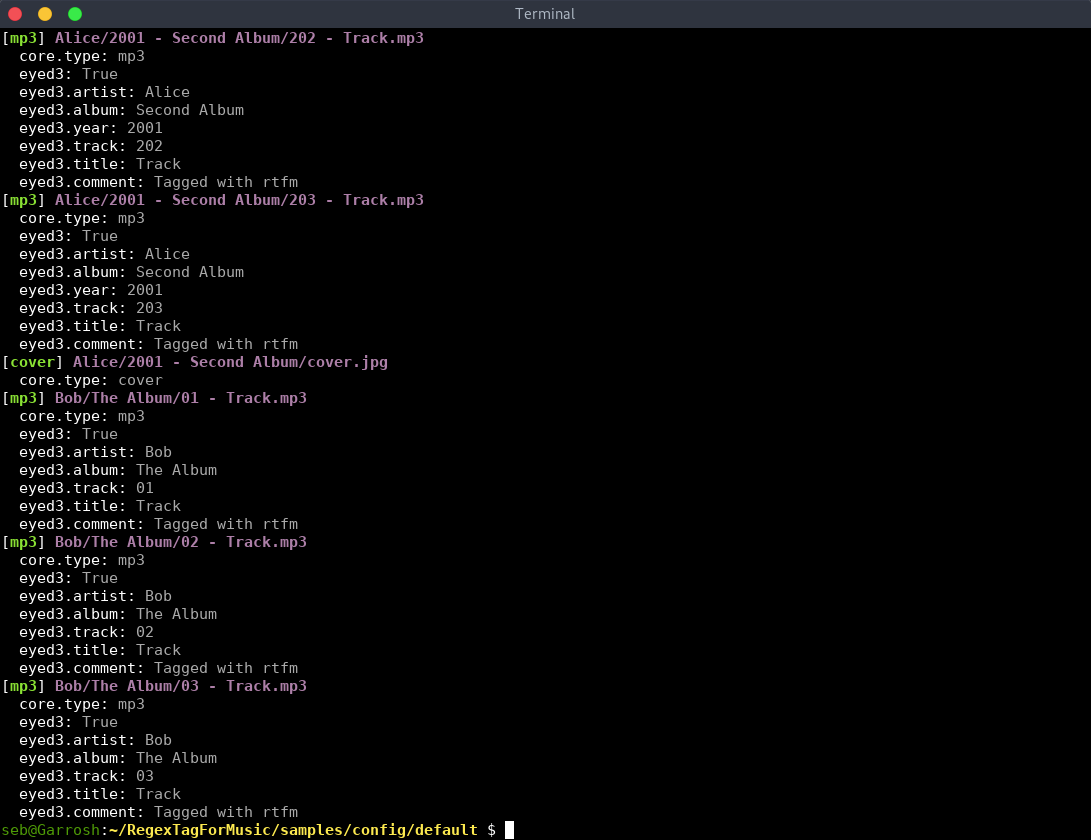 Terminal
[mp3] Alice/2001 - Second Album/202 - Track.mp3
  core.type: mp3
  eyed3: True
  eyed3.artist: Alice
  eyed3.album: Second Album
  eyed3.year: 2001
  eyed3.track: 202
  eyed3.title: Track
  eyed3.comment: Tagged with rtfm
[mp3] Alice/2001 - Second Album/203 - Track.mp3
  core.type: mp3
  eyed3: True
  eyed3.artist: Alice
  eyed3.album: Second Album
  eyed3.year: 2001
  eyed3.track: 203
  eyed3.title: Track
  eyed3.comment: Tagged with rtfm
[cover] Alice/2001 - Second Album/cover.jpg
  core.type: cover
[mp3] Bob/The Album/01 - Track.mp3
  core.type: mp3
  eyed3: True
  eyed3.artist: Bob
  eyed3.album: The Album
  eyed3.track: 01
  eyed3.title: Track
  eyed3.comment: Tagged with rtfm
[mp3] Bob/The Album/02 - Track.mp3
  core.type: mp3
  eyed3: True
  eyed3.artist: Bob
  eyed3.album: The Album
  eyed3.track: 02
  eyed3.title: Track
  eyed3.comment: Tagged with rtfm
[mp3] Bob/The Album/03 - Track.mp3
  core.type: mp3
  eyed3: True
  eyed3.artist: Bob
  eyed3.album: The Album
  eyed3.track: 03
  eyed3.title: Track
  eyed3.comment: Tagged with rtfm
seb@Garrosh:~/RegexTagForMusic/samples/config/default $